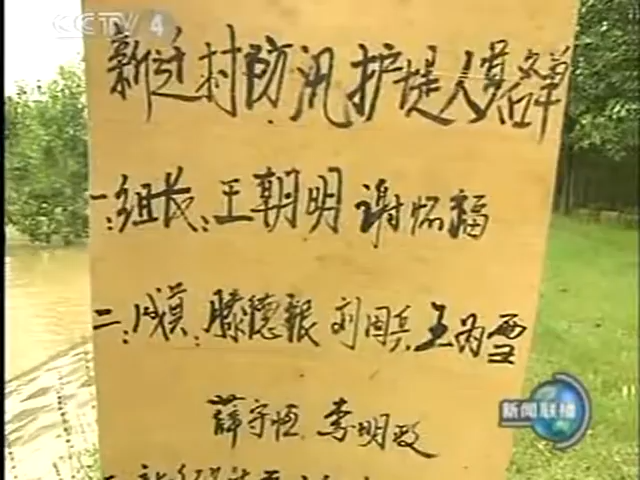 CCTV 4
新迁村防汛护堤人员名单
一:组长:王朝明 谢怀福
二:成员:滕德银 刘国兵 王为
薛守恒 李明政
新闻联播